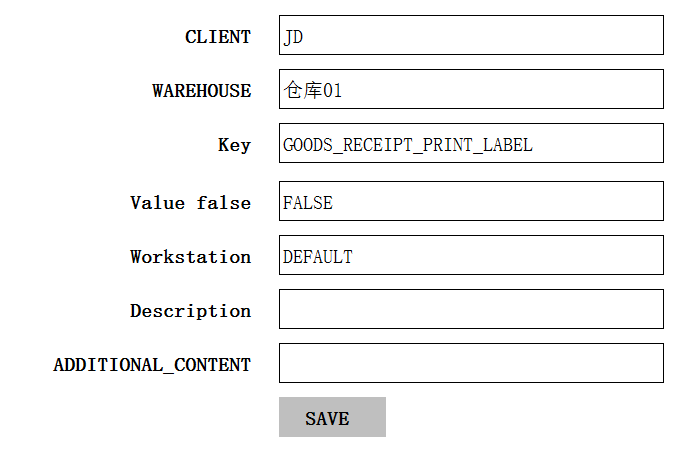 CLIENT JD
WAREHOUSE 仓库01
Key GOODS_RECEIPT_PRINT_LABEL
Value false FALSE
Workstation DEFAULT
Description
ADDITIONAL_CONTENT
SAVE